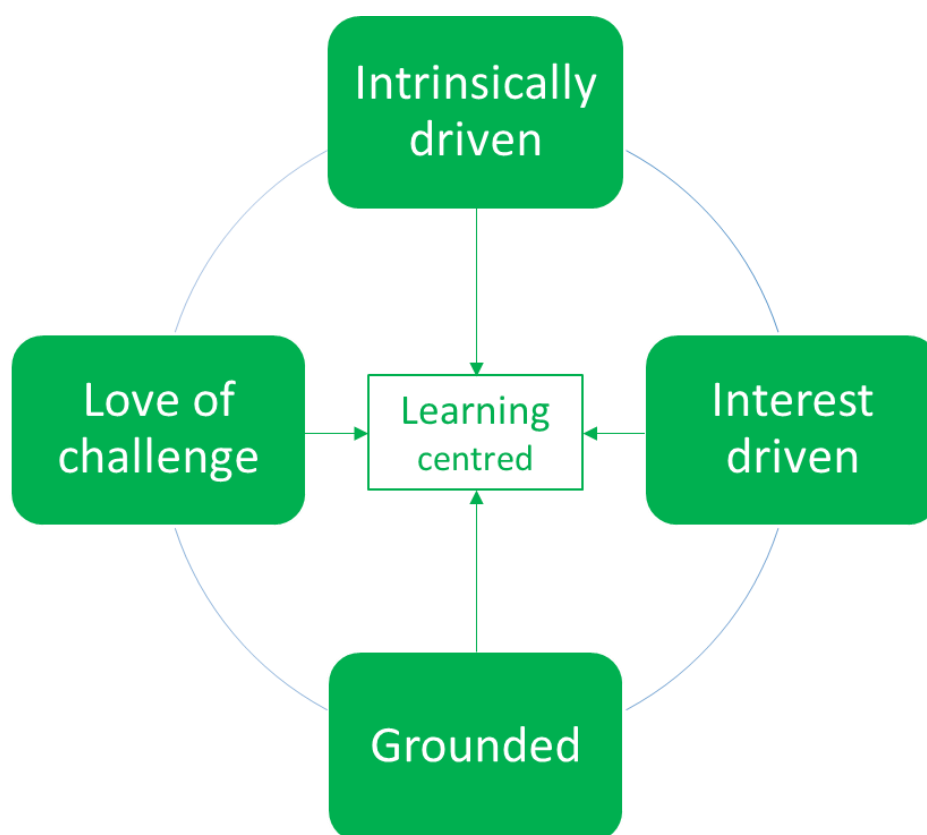 Intrinsically
driven
Love of
challenge
Learning
centred
Interest
driven
Grounded